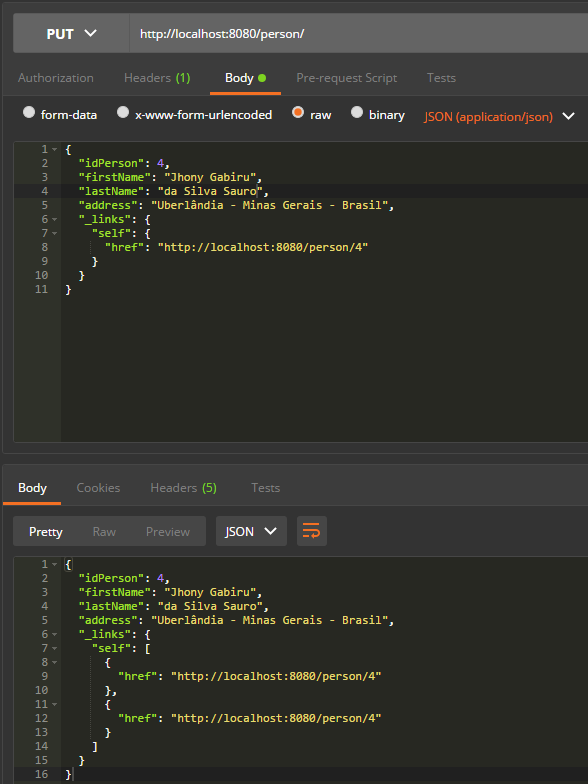 PUT http://localhost:8080/person/
Authorization Headers (1) Body Pre-request Script Tests
form-data x-www-form-urlencoded raw binary JSON (application/json)
1 {
2 "idPerson": 4,
3 "firstName": "Jhony Gabiru",
4 "lastName": "da Silva Sauro",
5 "address": "Uberlândia - Minas Gerais - Brasil",
6 "_links": {
7 "self": {
8 "href": "http://localhost:8080/person/4"
9 }
10 }
11 }
Body Cookies Headers (5) Tests
Pretty Raw Preview JSON
1 {
2 "idPerson": 4,
3 "firstName": "Jhony Gabiru",
4 "lastName": "da Silva Sauro",
5 "address": "Uberlândia - Minas Gerais - Brasil",
6 "_links": {
7 "self": [
8 {
9 "href": "http://localhost:8080/person/4"
10 },
11 {
12 "href": "http://localhost:8080/person/4"
13 }
14 ]
15 }
16 }